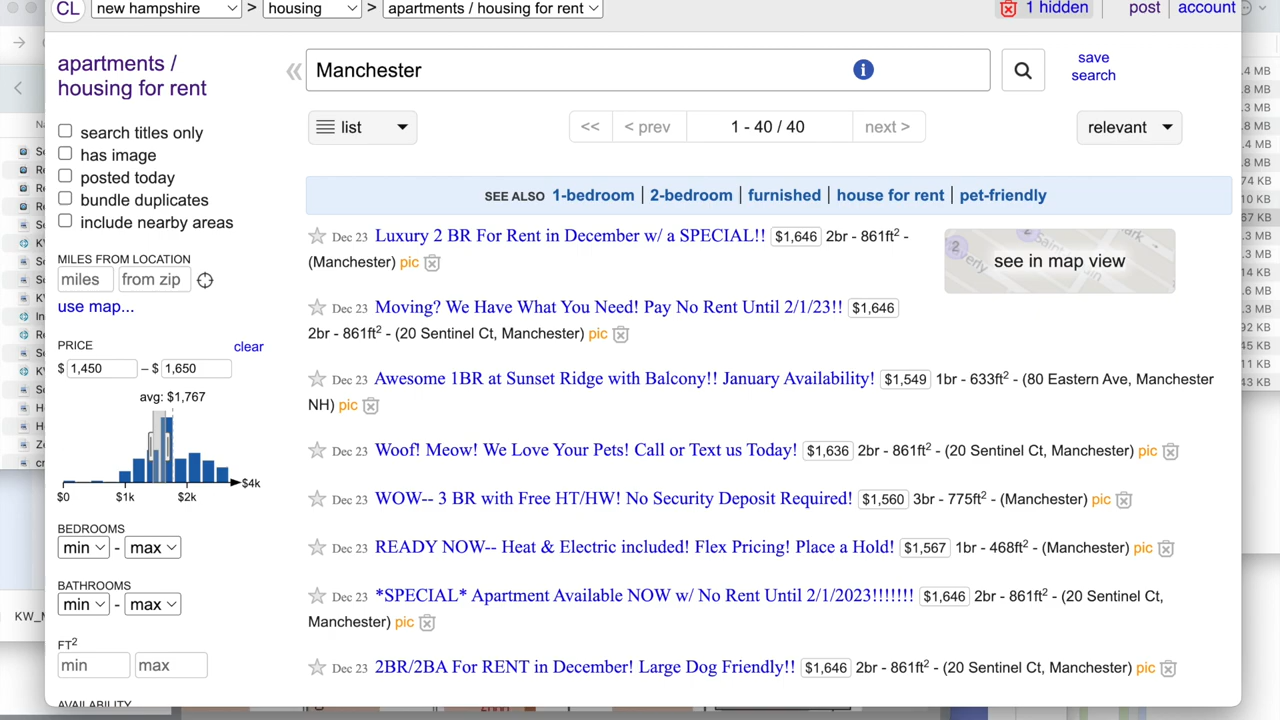 CL new hampshire > housing > apartments / housing for rent 1 hidden post account
apartments / housing for rent
« Manchester i save search
list << < prev 1 - 40 / 40 next > relevant
search titles only
has image
posted today
bundle duplicates
include nearby areas
MILES FROM LOCATION
miles from zip
use map...
PRICE clear
$ 1,450 – $ 1,650
avg: $1,767
$0 $1k $2k $4k
BEDROOMS
min - max
BATHROOMS
min - max
FT2
min max
AVAILABILITY
SEE ALSO 1-bedroom | 2-bedroom | furnished | house for rent | pet-friendly
see in map view
Dec 23 Luxury 2 BR For Rent in December w/ a SPECIAL!! $1,646 2br - 861ft2 -
(Manchester) pic
Dec 23 Moving? We Have What You Need! Pay No Rent Until 2/1/23!! $1,646
2br - 861ft2 - (20 Sentinel Ct, Manchester) pic
Dec 23 Awesome 1BR at Sunset Ridge with Balcony!! January Availability! $1,549 1br - 633ft2 - (80 Eastern Ave, Manchester
NH) pic
Dec 23 Woof! Meow! We Love Your Pets! Call or Text us Today! $1,636 2br - 861ft2 - (20 Sentinel Ct, Manchester) pic
Dec 23 WOW-- 3 BR with Free HT/HW! No Security Deposit Required! $1,560 3br - 775ft2 - (Manchester) pic
Dec 23 READY NOW-- Heat & Electric included! Flex Pricing! Place a Hold! $1,567 1br - 468ft2 - (Manchester) pic
Dec 23 *SPECIAL* Apartment Available NOW w/ No Rent Until 2/1/2023!!!!!!! $1,646 2br - 861ft2 - (20 Sentinel Ct,
Manchester) pic
Dec 23 2BR/2BA For RENT in December! Large Dog Friendly!! $1,646 2br - 861ft2 - (20 Sentinel Ct, Manchester) pic